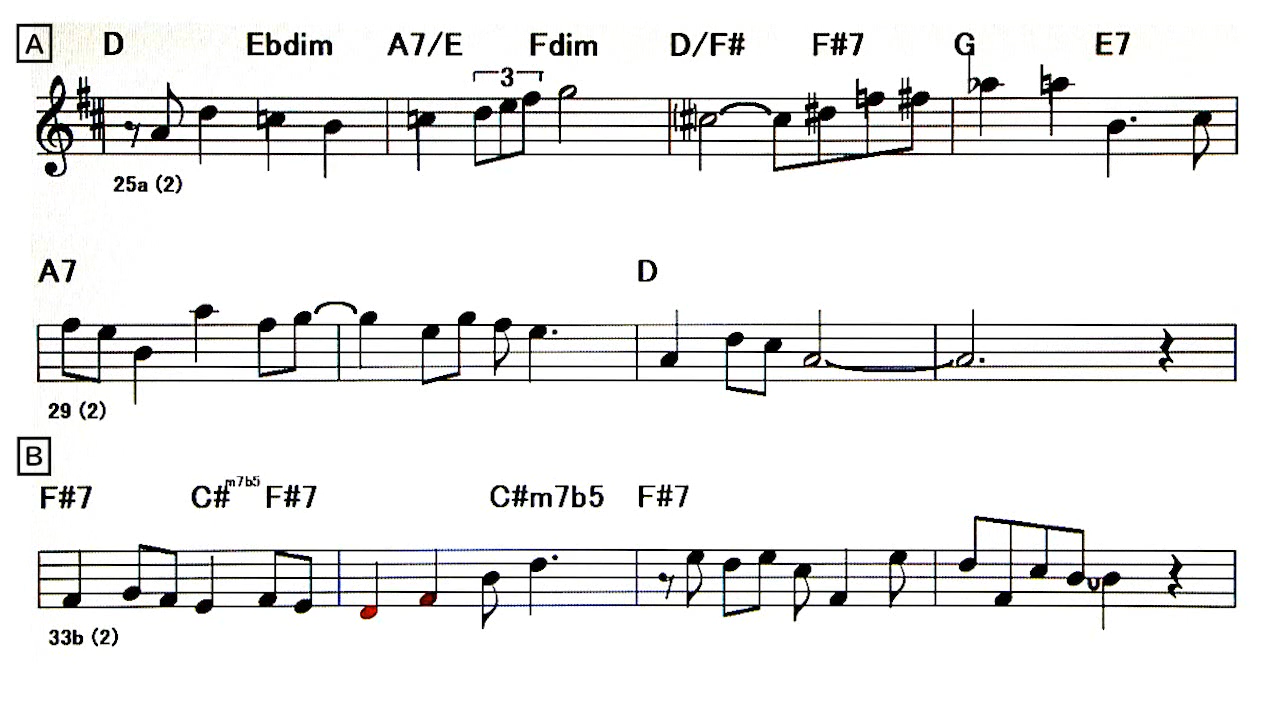 A D Ebdim A7/E Fdim D/F# F#7 G E7
3
25a (2)
A7 D
29 (2)
B
F#7 C#m7b5 F#7 C#m7b5 F#7
33b (2)